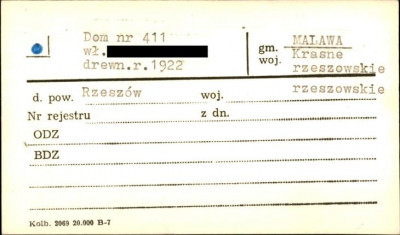 Dom nr 411
MALAWA
wł.
gm. Krasne
drewn.r.1922
woj. rzeszowskie
d. pow. Rzeszów woj. rzeszowskie
Nr rejestru z dn.
ODZ
BDZ
Kolb. 2069 20.000 B-7